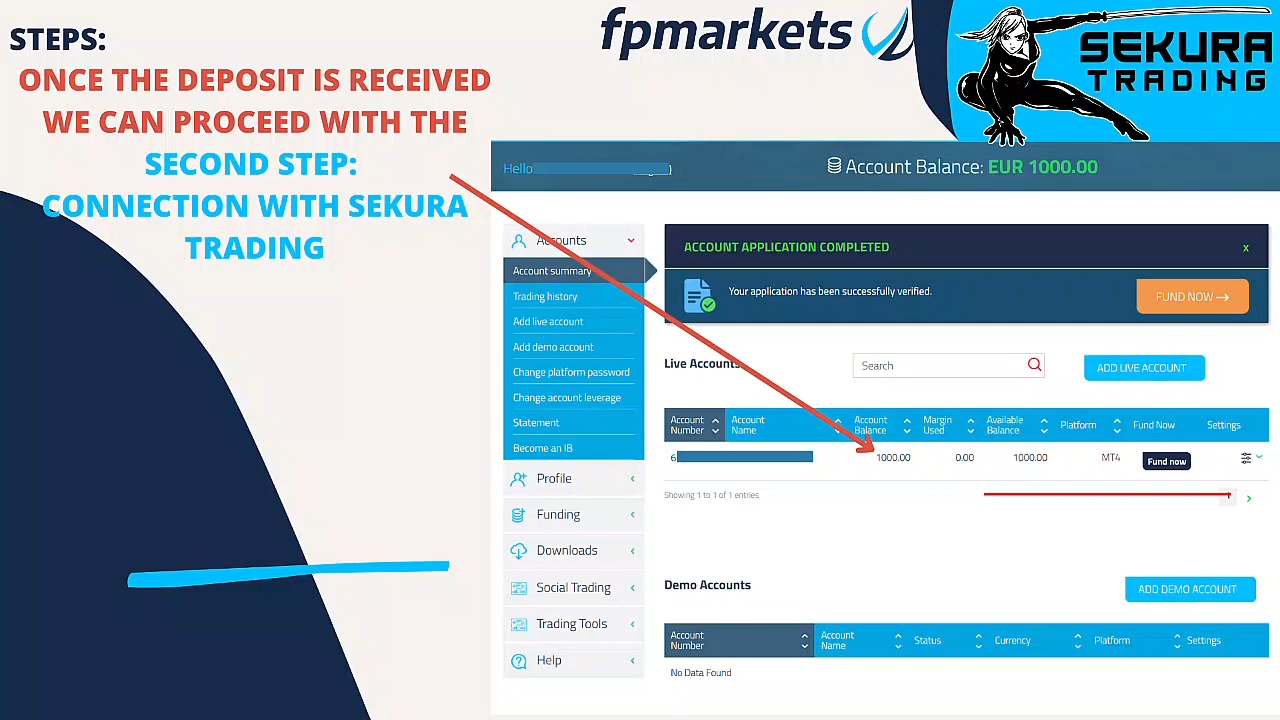 STEPS:
ONCE THE DEPOSIT IS RECEIVED
WE CAN PROCEED WITH THE
SECOND STEP:
CONNECTION WITH SEKURA
TRADING
fpmarkets
SEKURA
TRADING
Hello
Account Balance: EUR 1000.00
Accounts
Account summary
Trading history
Add live account
Add demo account
Change platform password
Change account leverage
Statement
Become an IB
Profile
Funding
Downloads
Social Trading
Trading Tools
Help
ACCOUNT APPLICATION COMPLETED x
Your application has been successfully verified.
FUND NOW
Live Accounts
Search
ADD LIVE ACCOUNT
Account Number Account Name Account Balance Margin Used Available Balance Platform Fund Now Settings
6 1000.00 0.00 1000.00 MT4 Fund now
Showing 1 to 1 of 1 entries
1
Demo Accounts
ADD DEMO ACCOUNT
Account Number Account Name Status Currency Platform Settings
No Data Found